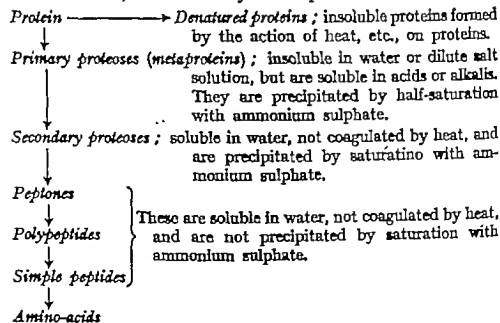 Protein → Denatured proteins ; insoluble proteins formed
by the action of heat, etc., on proteins.
Primary proteoses (metaproteins) ; insoluble in water or dilute salt
solution, but are soluble in acids or alkalis.
They are precipitated by half-saturation
with ammonium sulphate.
Secondary proteoses ; soluble in water, not coagulated by heat, and
are precipitated by saturatino with am-
monium sulphate.
Peptones
These are soluble in water, not coagulated by heat,
Polypeptides
and are not precipitated by saturation with
ammonium sulphate.
Simple peptides
Amino-acids